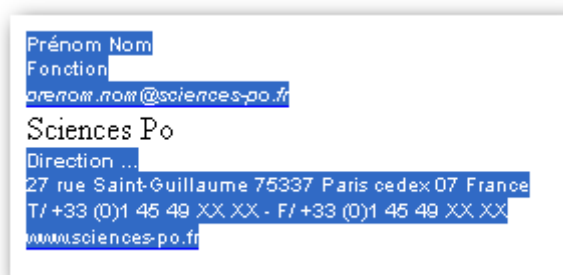 Prénom Nom
Fonction
prenom.nom@sciences-po.fr
Sciences Po
Direction ...
27 rue Saint-Guillaume 75337 Paris cedex 07 France
T/ +33 (0)1 45 49 XX XX - F/ +33 (0)1 45 49 XX XX
www.sciences-po.fr